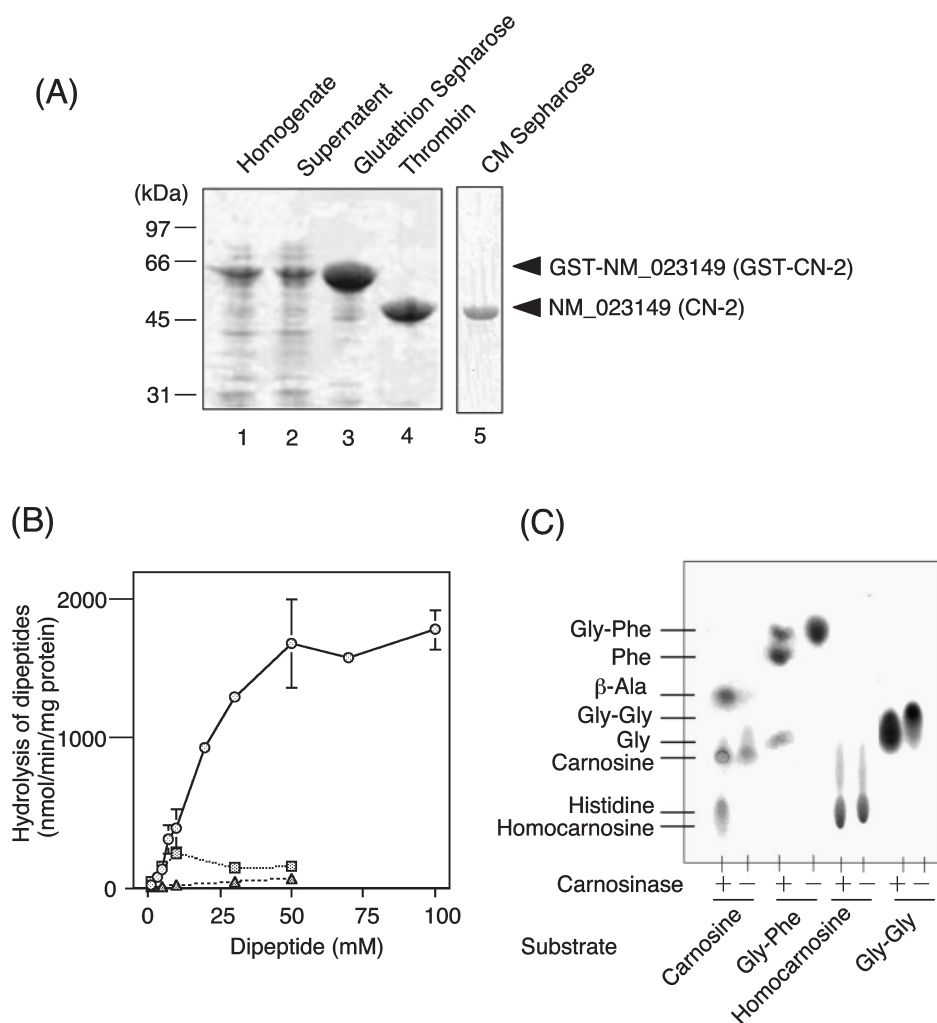 (A)
Homogenate
Supernatent
Glutathion Sepharose
Thrombin
CM Sepharose
(kDa)
97
66
45
31
GST-NM_023149 (GST-CN-2)
NM_023149 (CN-2)
1 2 3 4 5
(B)
Hydrolysis of dipeptides
(nmol/min/mg protein)
2000
1000
0
0 25 50 75 100
Dipeptide (mM)
(C)
Gly-Phe
Phe
β-Ala
Gly-Gly
Gly
Carnosine
Histidine
Homocarnosine
Carnosinase + − + − + − + −
Substrate
Carnosine
Gly-Phe
Homocarnosine
Gly-Gly